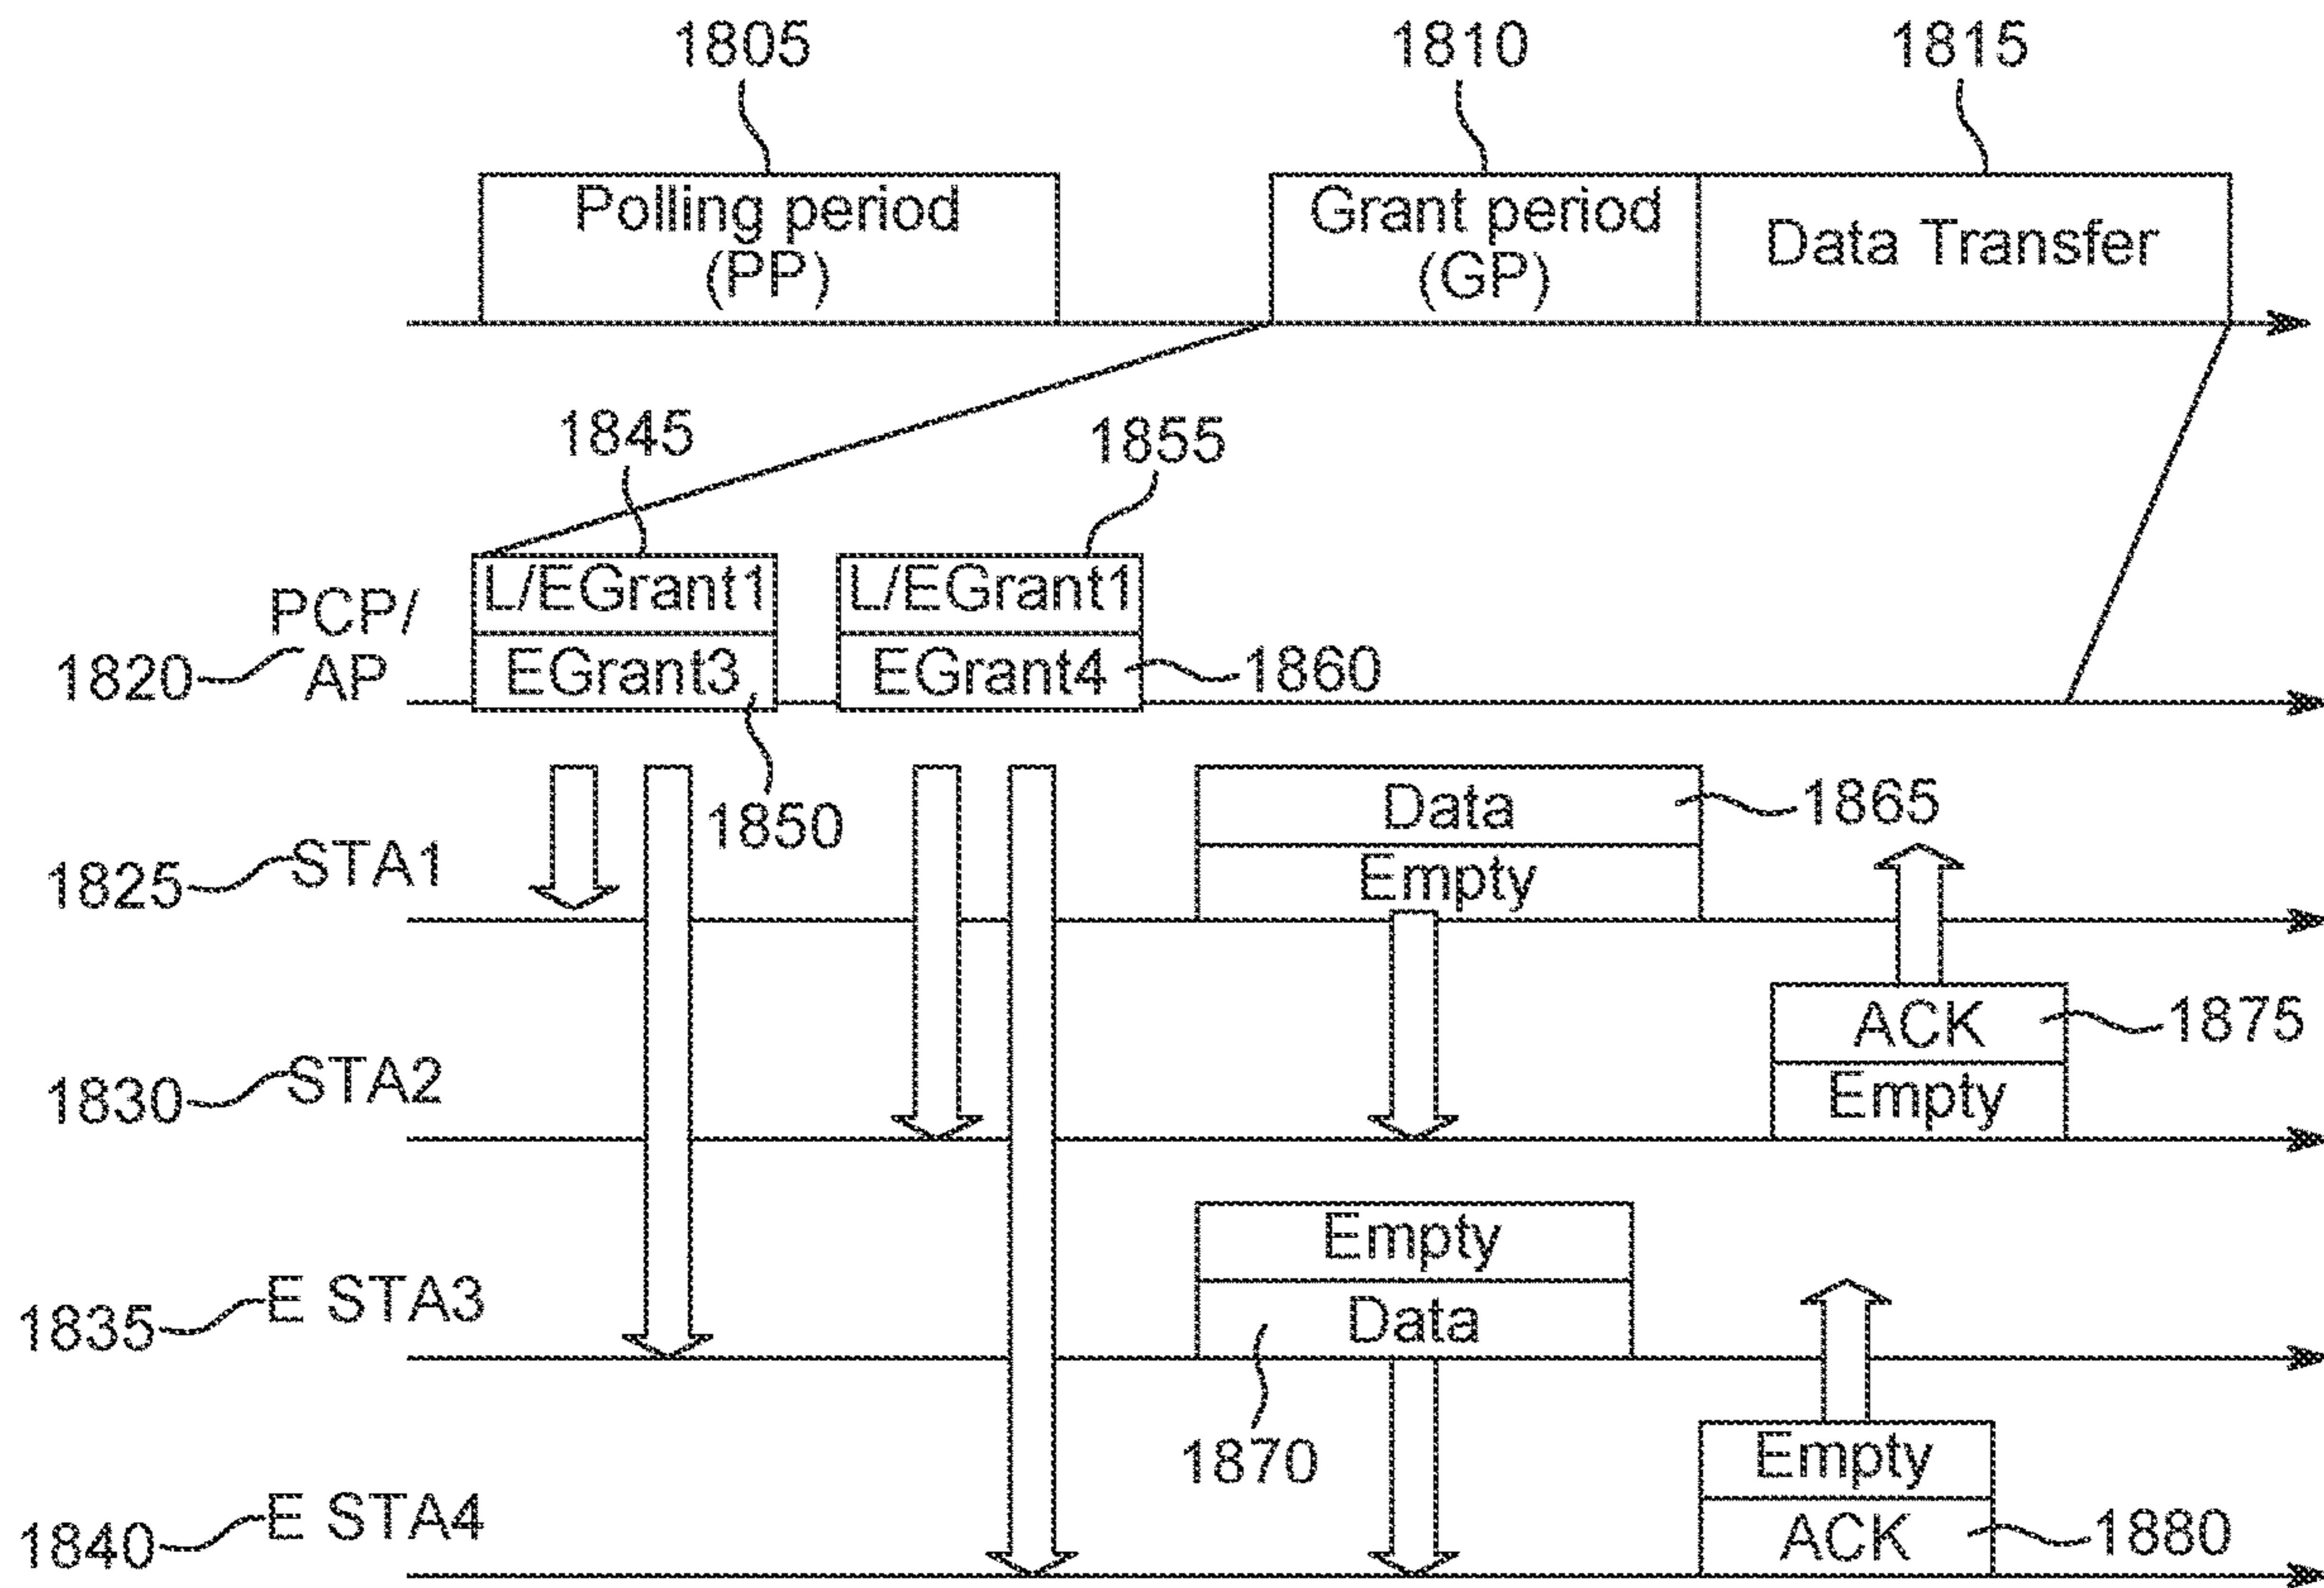 1805
1810
1815
Polling period
(PP)
Grant period
(GP)
Data Transfer
1845
1855
PCP/
AP
1820
L/EGrant1
EGrant3
L/EGrant1
EGrant4
1860
1850
STA1
1825
Data
Empty
1865
STA2
1830
ACK
Empty
1875
E STA3
1835
Empty
Data
1870
E STA4
1840
Empty
ACK
1880